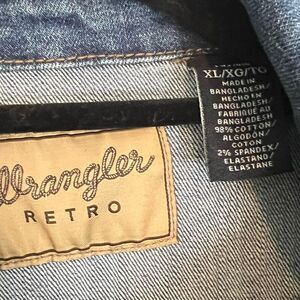 XL/XG/TG
MADE IN
BANGLADESH/
HECHO EN
BANGLADESH/
FABRIQUÉ AU
BANGLADESH
98% COTTON/
ALGODÓN/
COTON
2% SPANDEX/
ELASTANO/
ELASTANE
Wrangler
RETRO